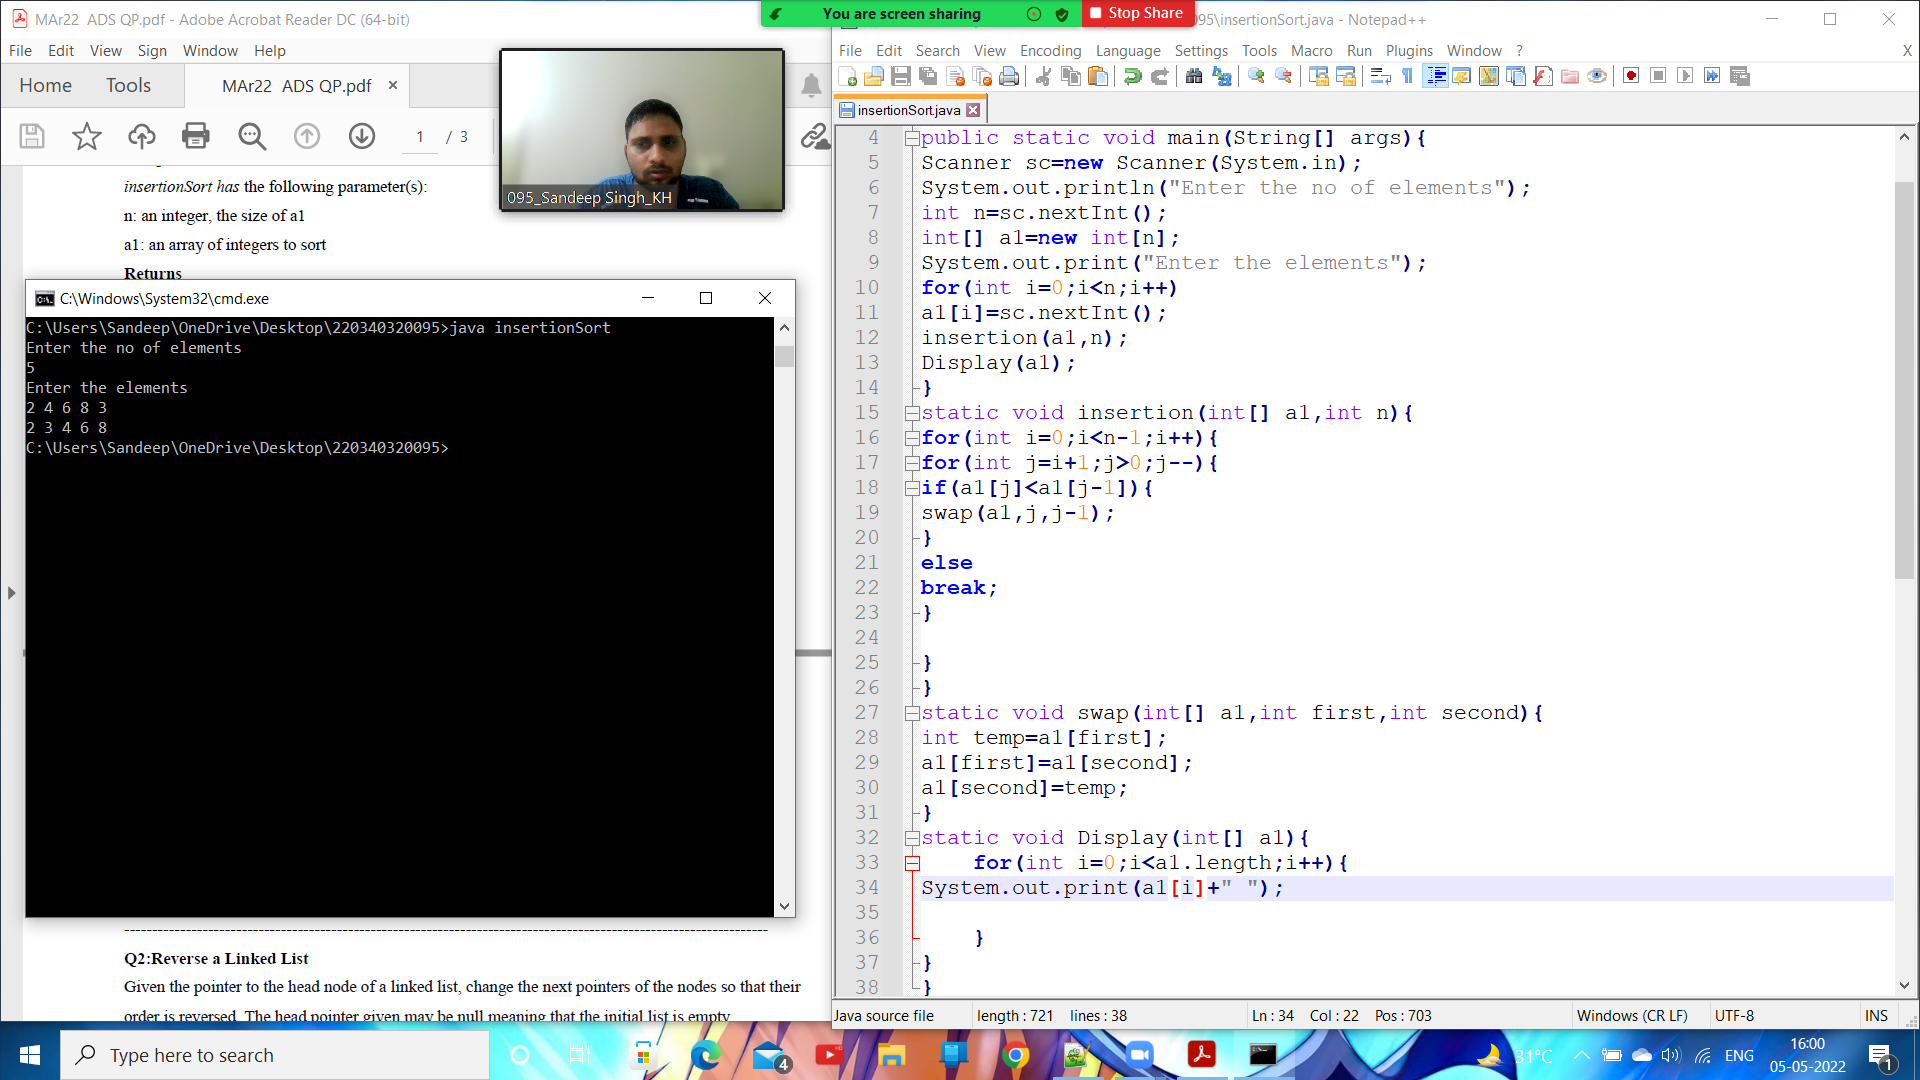 MAr22 ADS QP.pdf - Adobe Acrobat Reader DC (64-bit)
File Edit View Sign Window Help
Home Tools MAr22 ADS QP.pdf ×
1 / 3
insertionSort has the following parameter(s):
n: an integer, the size of a1
a1: an array of integers to sort
Returns
You are screen sharing Stop Share
095_Sandeep Singh_KH
C:\Windows\System32\cmd.exe
C:\Users\Sandeep\OneDrive\Desktop\220340320095>java insertionSort
Enter the no of elements
5
Enter the elements
2 4 6 8 3
2 3 4 6 8
C:\Users\Sandeep\OneDrive\Desktop\220340320095>
Q2:Reverse a Linked List
Given the pointer to the head node of a linked list, change the next pointers of the nodes so that their
order is reversed. The head pointer given may be null meaning that the initial list is empty.
095\insertionSort.java - Notepad++
File Edit Search View Encoding Language Settings Tools Macro Run Plugins Window ? X
insertionSort.java
4 public static void main(String[] args){
5 Scanner sc=new Scanner(System.in);
6 System.out.println("Enter the no of elements");
7 int n=sc.nextInt();
8 int[] a1=new int[n];
9 System.out.print("Enter the elements");
10 for(int i=0;i<n;i++)
11 a1[i]=sc.nextInt();
12 insertion(a1,n);
13 Display(a1);
14 }
15 static void insertion(int[] a1,int n){
16 for(int i=0;i<n-1;i++){
17 for(int j=i+1;j>0;j--){
18 if(a1[j]<a1[j-1]){
19 swap(a1,j,j-1);
20 }
21 else
22 break;
23 }
24
25 }
26 }
27 static void swap(int[] a1,int first,int second){
28 int temp=a1[first];
29 a1[first]=a1[second];
30 a1[second]=temp;
31 }
32 static void Display(int[] a1){
33 for(int i=0;i<a1.length;i++){
34 System.out.print(a1[i]+" ");
35
36 }
37 }
38 }
Java source file length : 721 lines : 38 Ln : 34 Col : 22 Pos : 703 Windows (CR LF) UTF-8 INS
Type here to search
4
31°C
ENG
16:00
05-05-2022
1